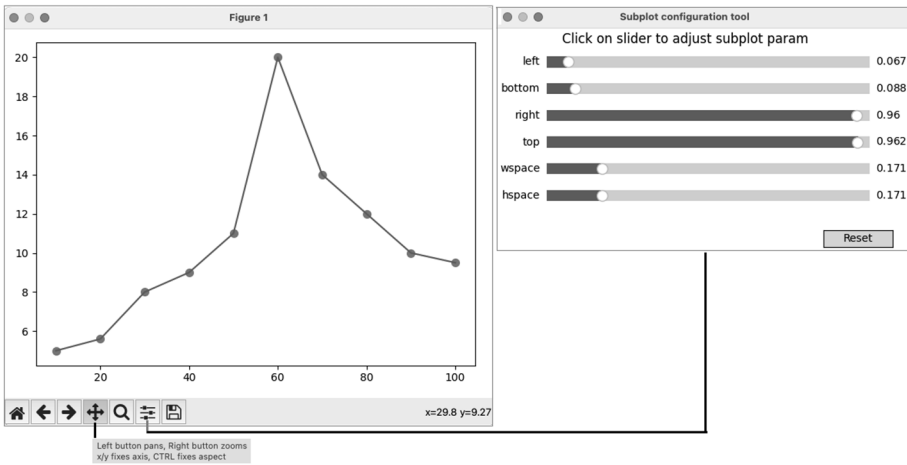 Figure 1
20
18
16
14
12
10
8
6
20 40 60 80 100
x=29.8 y=9.27
Left button pans, Right button zooms
x/y fixes axis, CTRL fixes aspect
Subplot configuration tool
Click on slider to adjust subplot param
left 0.067
bottom 0.088
right 0.96
top 0.962
wspace 0.171
hspace 0.171
Reset